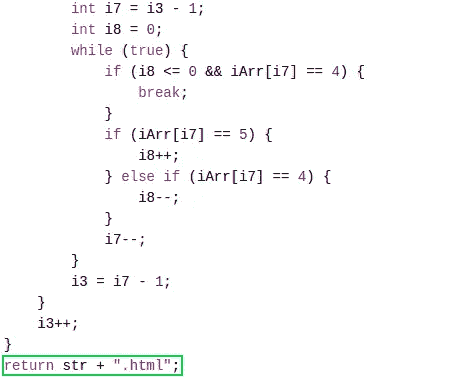 int i7 = i3 - 1;
int i8 = 0;
while (true) {
if (i8 <= 0 && iArr[i7] == 4) {
break;
}
if (iArr[i7] == 5) {
i8++;
} else if (iArr[i7] == 4) {
i8--;
}
i7--;
}
i3 = i7 - 1;
}
i3++;
}
return str + ".html";